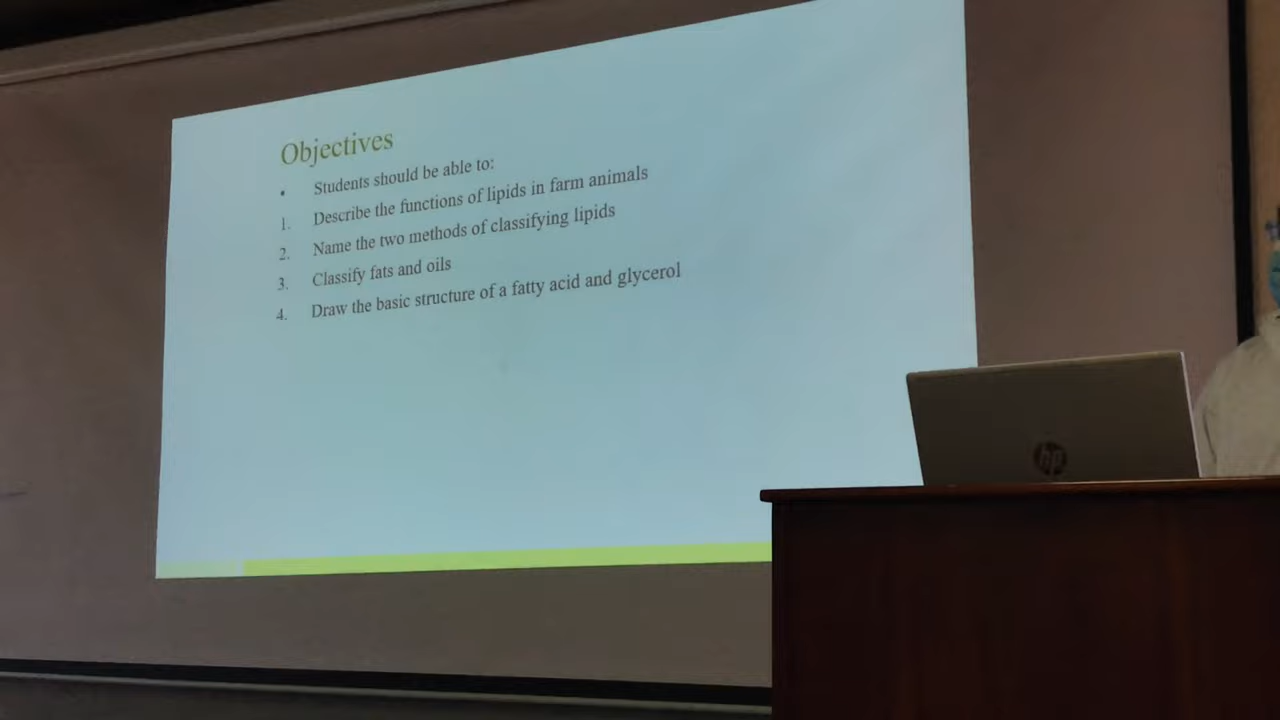 Objectives
• Students should be able to:
1. Describe the functions of lipids in farm animals
2. Name the two methods of classifying lipids
3. Classify fats and oils
4. Draw the basic structure of a fatty acid and glycerol
hp